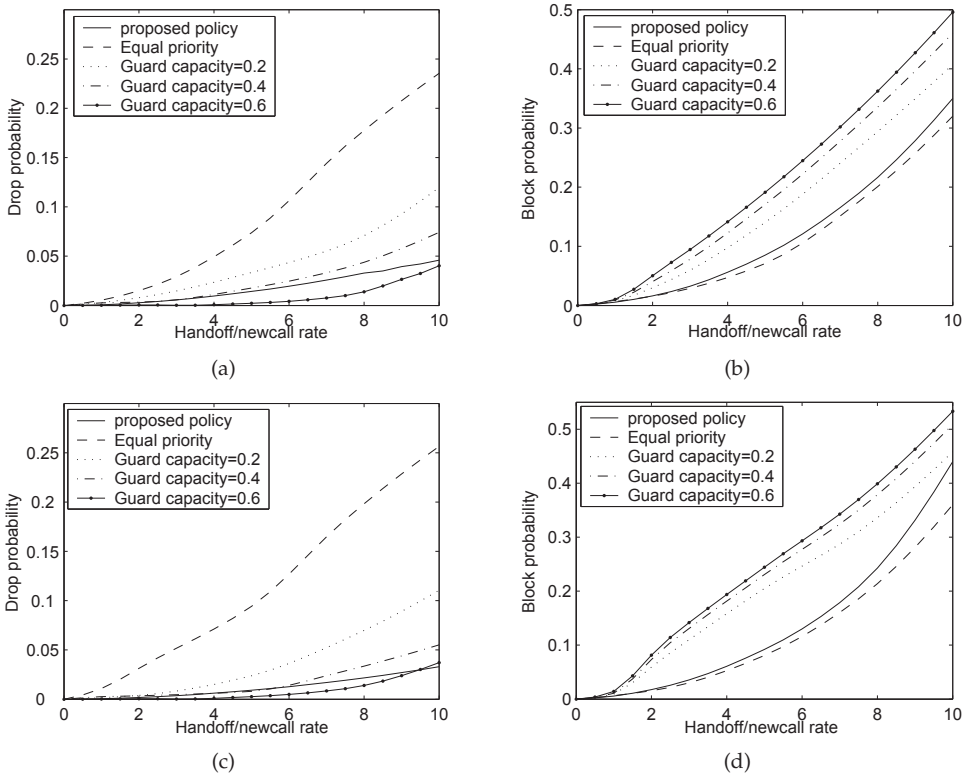 0.25
0.2
0.15
0.1
0.05
0
Drop probability
proposed policy
Equal priority
Guard capacity=0.2
Guard capacity=0.4
Guard capacity=0.6
0 2 4 6 8 10
Handoff/newcall rate
(a)
0.5
0.4
0.3
0.2
0.1
0
Block probability
proposed policy
Equal priority
Guard capacity=0.2
Guard capacity=0.4
Guard capacity=0.6
0 2 4 6 8 10
Handoff/newcall rate
(b)
0.25
0.2
0.15
0.1
0.05
0
Drop probability
proposed policy
Equal priority
Guard capacity=0.2
Guard capacity=0.4
Guard capacity=0.6
0 2 4 6 8 10
Handoff/newcall rate
(c)
0.5
0.4
0.3
0.2
0.1
0
Block probability
proposed policy
Equal priority
Guard capacity=0.2
Guard capacity=0.4
Guard capacity=0.6
0 2 4 6 8 10
Handoff/newcall rate
(d)